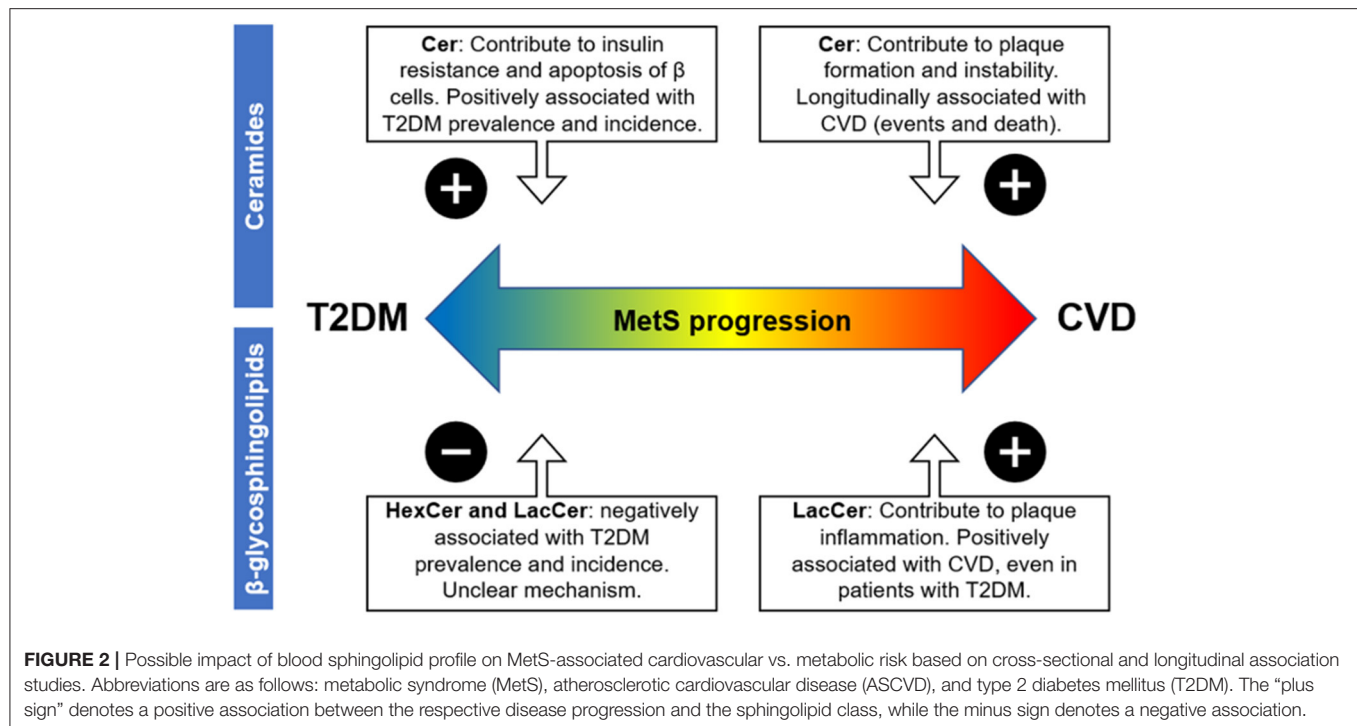 Ceramides
Cer: Contribute to insulin
resistance and apoptosis of β
cells. Positively associated with
T2DM prevalence and incidence.
Cer: Contribute to plaque
formation and instability.
Longitudinally associated with
CVD (events and death).
+
+
T2DM
MetS progression
CVD
β-glycosphingolipids
−
+
HexCer and LacCer: negatively
associated with T2DM
prevalence and incidence.
Unclear mechanism.
LacCer: Contribute to plaque
inflammation. Positively
associated with CVD, even in
patients with T2DM.
FIGURE 2 | Possible impact of blood sphingolipid profile on MetS-associated cardiovascular vs. metabolic risk based on cross-sectional and longitudinal association
studies. Abbreviations are as follows: metabolic syndrome (MetS), atherosclerotic cardiovascular disease (ASCVD), and type 2 diabetes mellitus (T2DM). The “plus
sign” denotes a positive association between the respective disease progression and the sphingolipid class, while the minus sign denotes a negative association.